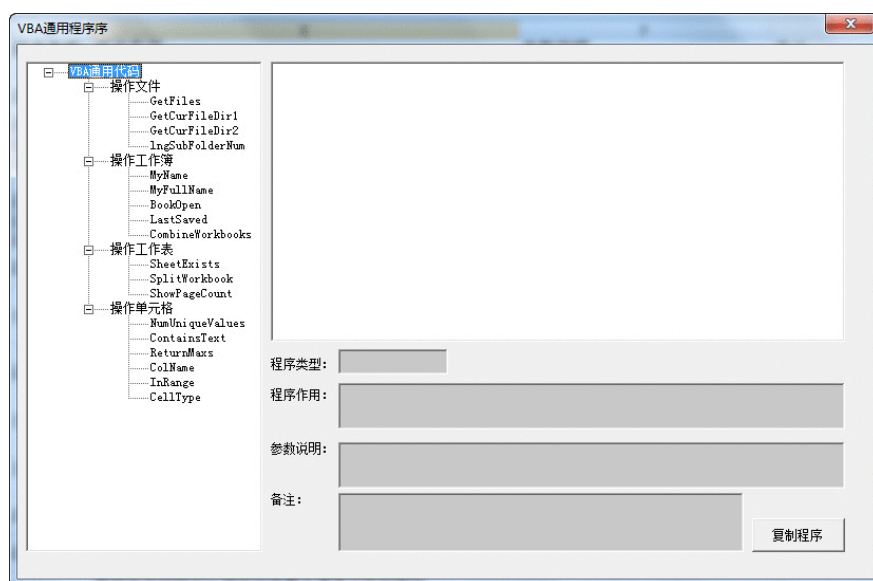 VBA通用程序序
VBA通用代码
操作文件
GetFiles
GetCurFileDir1
GetCurFileDir2
lngSubFolderNum
操作工作簿
MyName
MyFullName
BookOpen
LastSaved
CombineWorkbooks
操作工作表
SheetExists
SplitWorkbook
ShowPageCount
操作单元格
NumUniqueValues
ContainsText
ReturnMaxs
ColName
InRange
CellType
程序类型：
程序作用：
参数说明：
备注：
复制程序